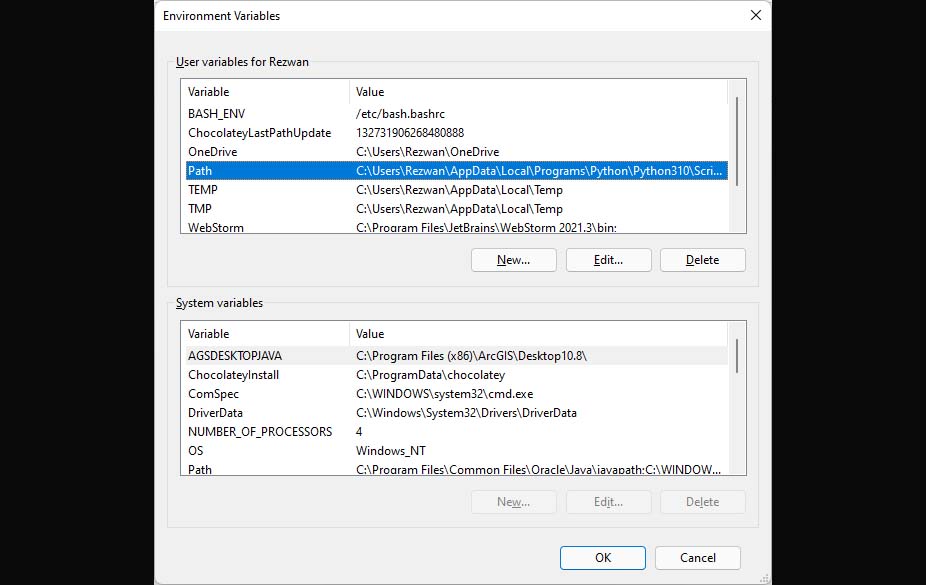 Environment Variables
User variables for Rezwan
Variable Value
BASH_ENV /etc/bash.bashrc
ChocolateyLastPathUpdate 132731906268480888
OneDrive C:\Users\Rezwan\OneDrive
Path C:\Users\Rezwan\AppData\Local\Programs\Python\Python310\Scri...
TEMP C:\Users\Rezwan\AppData\Local\Temp
TMP C:\Users\Rezwan\AppData\Local\Temp
WebStorm C:\Program Files\JetBrains\WebStorm 2021.3\bin;
New... Edit... Delete
System variables
Variable Value
AGSDESKTOPJAVA C:\Program Files (x86)\ArcGIS\Desktop10.8\
ChocolateyInstall C:\ProgramData\chocolatey
ComSpec C:\WINDOWS\system32\cmd.exe
DriverData C:\Windows\System32\Drivers\DriverData
NUMBER_OF_PROCESSORS 4
OS Windows_NT
Path C:\Program Files\Common Files\Oracle\Java\javapath;C:\WINDOW...
New... Edit... Delete
OK Cancel